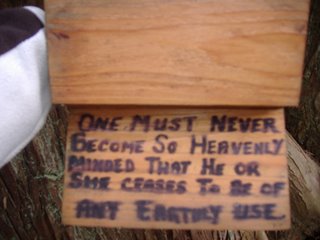 ONE MUST NEVER
BECOME SO HEAVENLY
MINDED THAT HE OR
SHE CEASES TO BE OF
ANY EARTHLY USE.